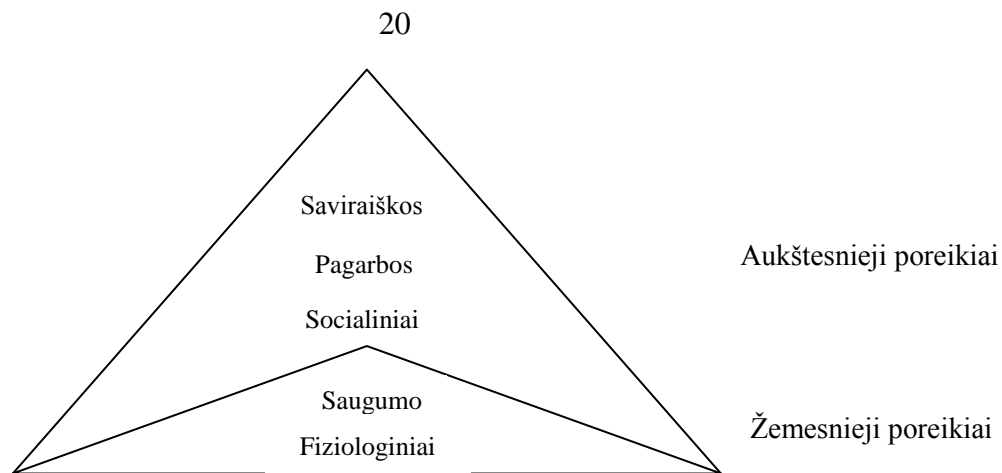 20
Saviraiškos
Pagarbos
Aukštesnieji poreikiai
Socialiniai
Saugumo
Žemesnieji poreikiai
Fiziologiniai